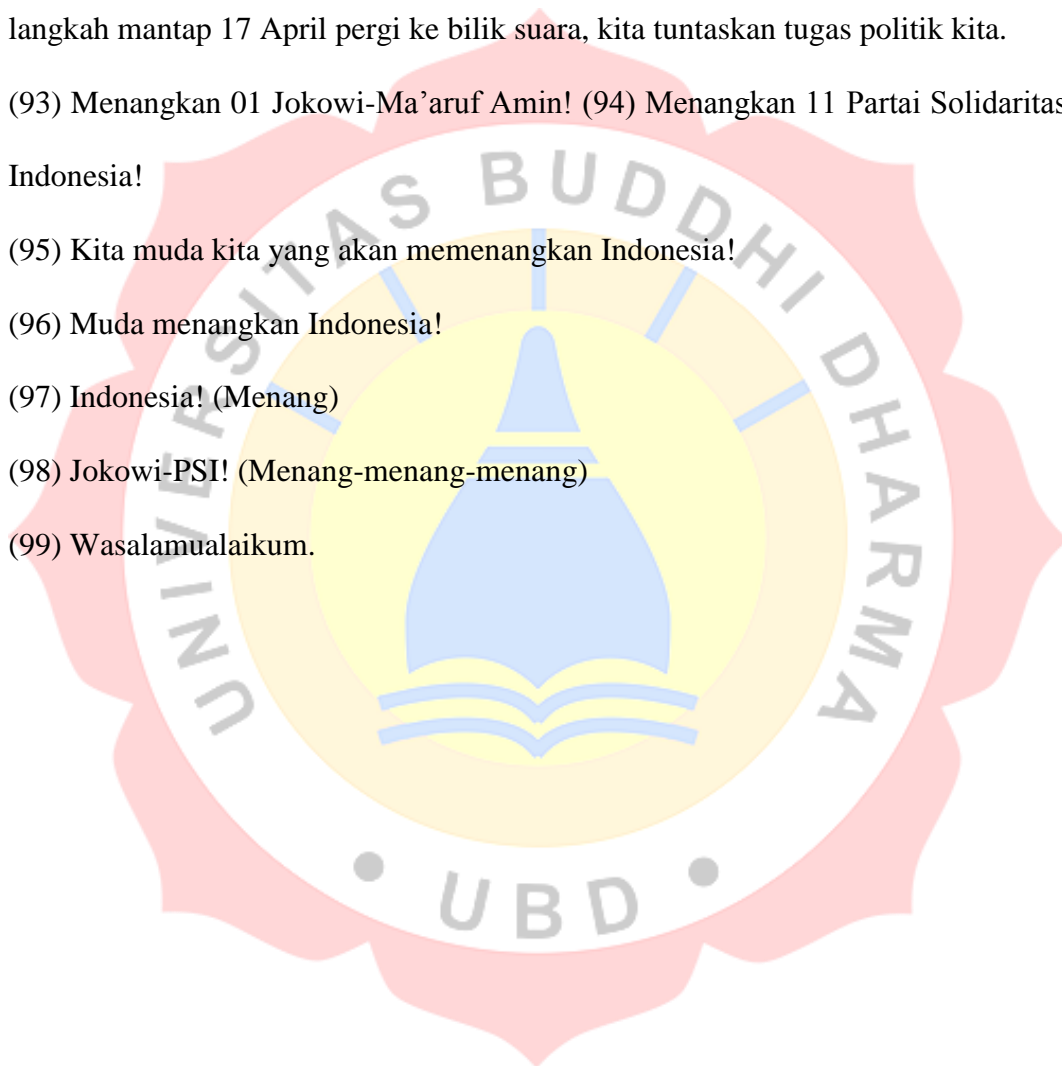 langkah mantap 17 April pergi ke bilik suara, kita tuntaskan tugas politik kita.
(93) Menangkan 01 Jokowi-Ma’aruf Amin! (94) Menangkan 11 Partai Solidaritas
Indonesia!
(95) Kita muda kita yang akan memenangkan Indonesia!
(96) Muda menangkan Indonesia!
(97) Indonesia! (Menang)
(98) Jokowi-PSI! (Menang-menang-menang)
(99) Wasalamualaikum.
UNIVERSITAS BUDDHI DHARMA
• UBD •